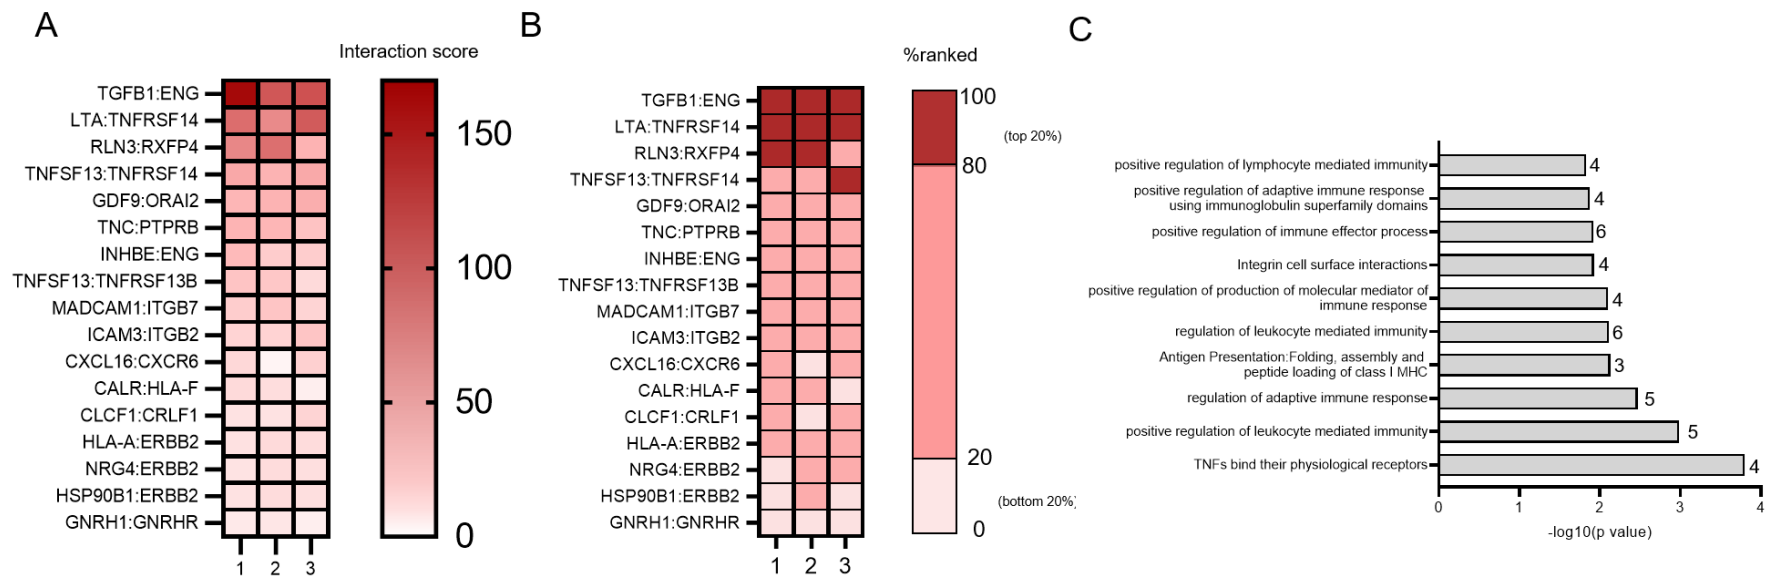 A
Interaction score
TGFB1:ENG
LTA:TNFRSF14
RLN3:RXFP4
TNFSF13:TNFRSF14
GDF9:ORAI2
TNC:PTPRB
INHBE:ENG
TNFSF13:TNFRSF13B
MADCAM1:ITGB7
ICAM3:ITGB2
CXCL16:CXCR6
CALR:HLA-F
CLCF1:CRLF1
HLA-A:ERBB2
NRG4:ERBB2
HSP90B1:ERBB2
GNRH1:GNRHR
1 2 3
150
100
50
0
B
%ranked
TGFB1:ENG
LTA:TNFRSF14
RLN3:RXFP4
TNFSF13:TNFRSF14
GDF9:ORAI2
TNC:PTPRB
INHBE:ENG
TNFSF13:TNFRSF13B
MADCAM1:ITGB7
ICAM3:ITGB2
CXCL16:CXCR6
CALR:HLA-F
CLCF1:CRLF1
HLA-A:ERBB2
NRG4:ERBB2
HSP90B1:ERBB2
GNRH1:GNRHR
1 2 3
100
(top 20%)
80
20
(bottom 20%)
0
C
positive regulation of lymphocyte mediated immunity 4
positive regulation of adaptive immune response
using immunoglobulin superfamily domains 4
positive regulation of immune effector process 6
Integrin cell surface interactions 4
positive regulation of production of molecular mediator of
immune response 4
regulation of leukocyte mediated immunity 6
Antigen Presentation:Folding, assembly and
peptide loading of class I MHC 3
regulation of adaptive immune response 5
positive regulation of leukocyte mediated immunity 5
TNFs bind their physiological receptors 4
0 1 2 3 4
-log10(p value)